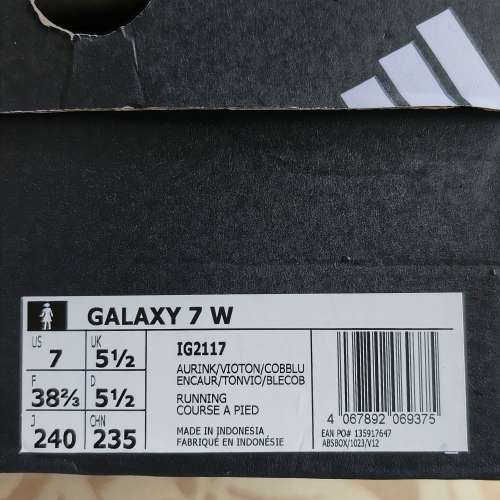 GALAXY 7 W
US UK
7 5½
F D
38⅔ 5½
J CHN
240 235
IG2117
AURINK/VIOTON/COBBLU
ENCAUR/TONVIO/BLECOB
RUNNING
COURSE A PIED
MADE IN INDONESIA
FABRIQUÉ EN INDONÉSIE
4 067892 069375
EAN PO# 135917647
ABSBOX/1023/V12